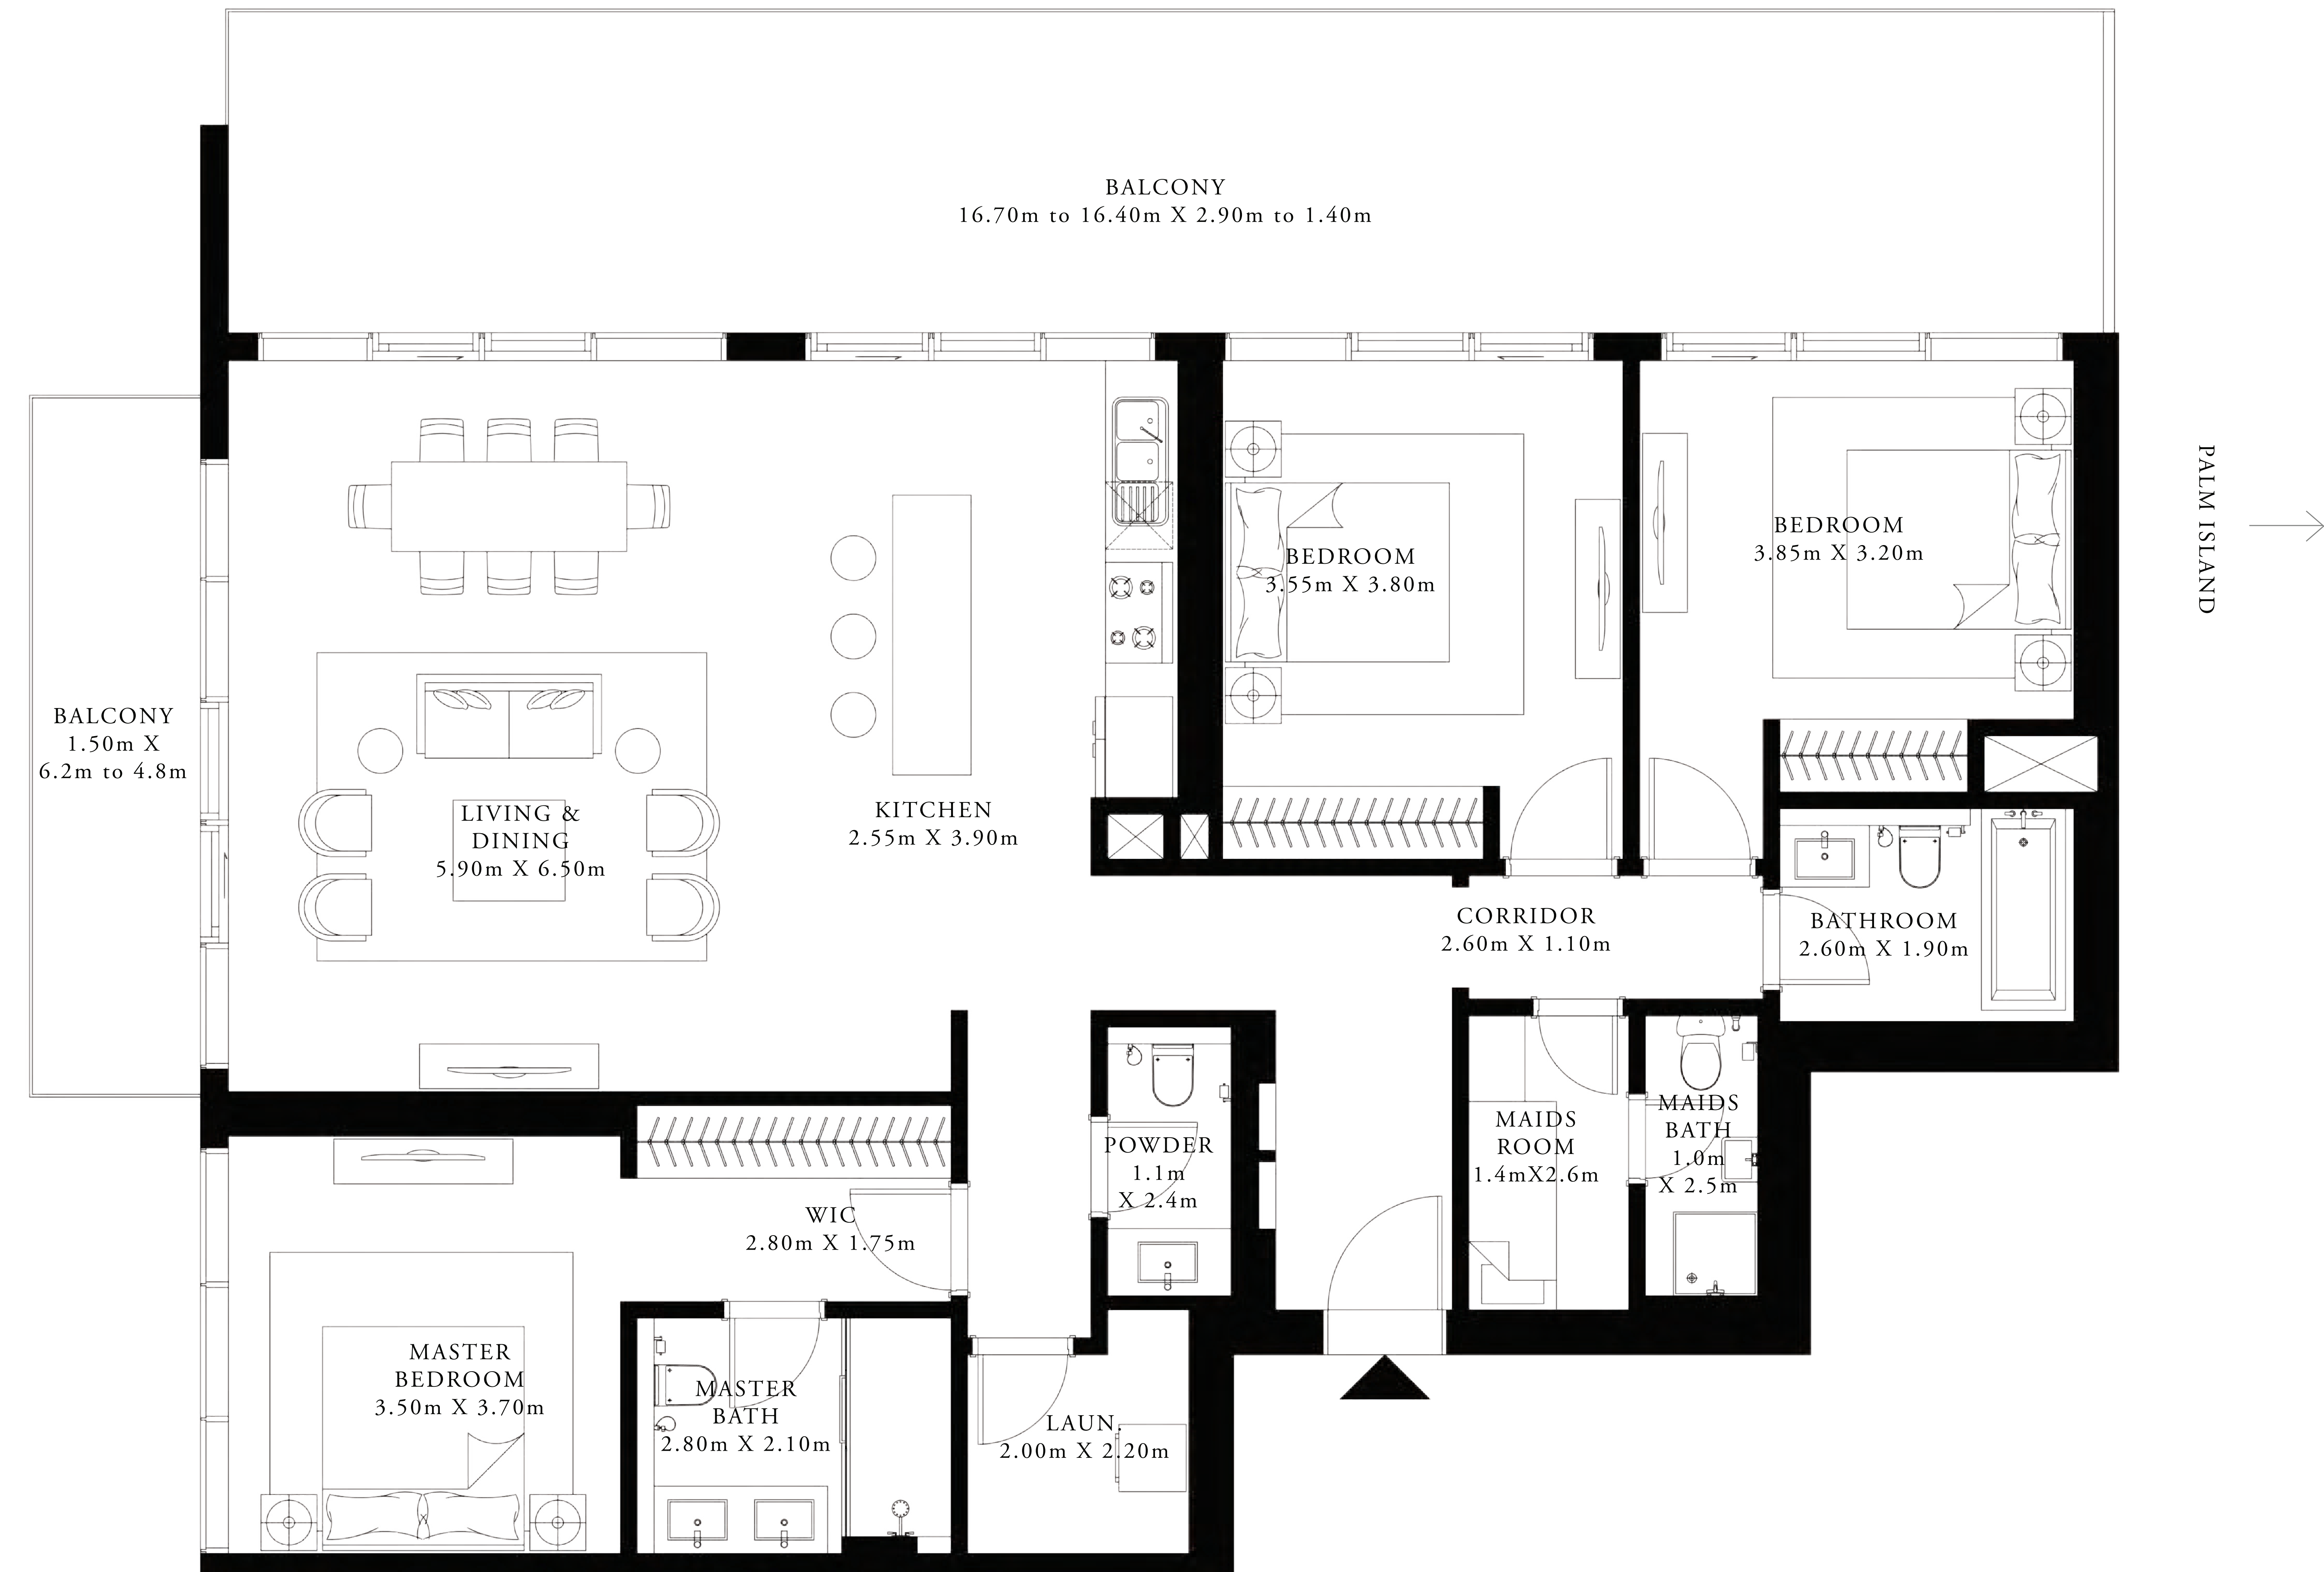 BALCONY
16.70m to 16.40m X 2.90m to 1.40m
BEDROOM
3.55m X 3.80m
BEDROOM
3.85m X 3.20m
PALM ISLAND
BALCONY
1.50m X
6.2m to 4.8m
LIVING &
DINING
5.90m X 6.50m
KITCHEN
2.55m X 3.90m
CORRIDOR
2.60m X 1.10m
BATHROOM
2.60m X 1.90m
MAIDS
ROOM
1.4mX2.6m
MAIDS
BATH
1.0m
X 2.5m
POWDER
1.1m
X 2.4m
WIC
2.80m X 1.75m
MASTER
BEDROOM
3.50m X 3.70m
MASTER
BATH
2.80m X 2.10m
LAUN.
2.00m X 2.20m